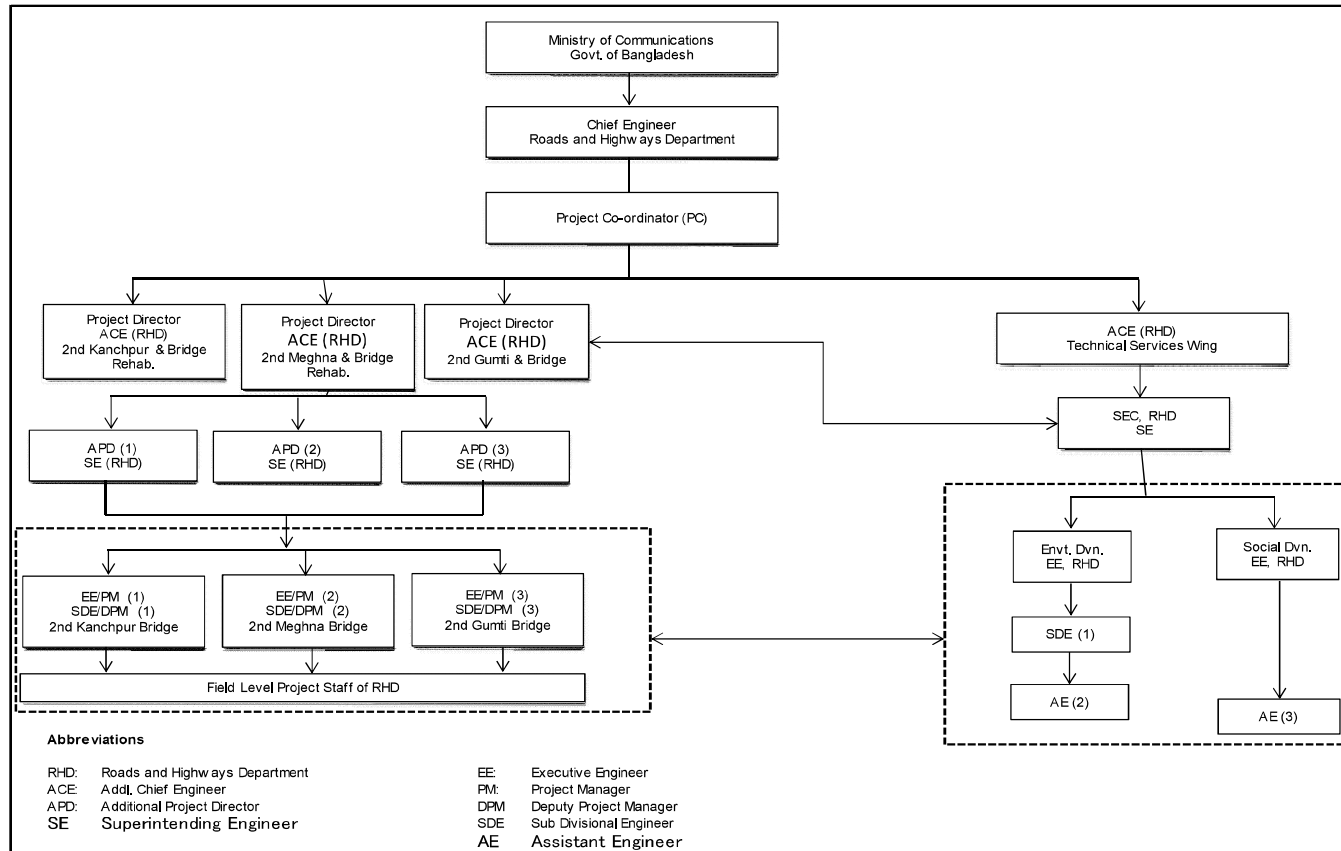 Ministry of Communications
Govt. of Bangladesh
Chief Engineer
Roads and Highways Department
Project Co-ordinator (PC)
Project Director
ACE (RHD)
2nd Kanchpur & Bridge
Rehab.
Project Director
ACE (RHD)
2nd Meghna & Bridge
Rehab.
Project Director
ACE (RHD)
2nd Gumti & Bridge
ACE (RHD)
Technical Services Wing
SEC, RHD
SE
APD (1)
SE (RHD)
APD (2)
SE (RHD)
APD (3)
SE (RHD)
EE/PM (1)
SDE/DPM (1)
2nd Kanchpur Bridge
EE/PM (2)
SDE/DPM (2)
2nd Meghna Bridge
EE/PM (3)
SDE/DPM (3)
2nd Gumti Bridge
Field Level Project Staff of RHD
Envt. Dvn.
EE, RHD
Social Dvn.
EE, RHD
SDE (1)
AE (2)
AE (3)
Abbreviations
RHD: Roads and Highways Department
ACE: Addl. Chief Engineer
APD: Additional Project Director
SE Superintending Engineer
EE: Executive Engineer
PM: Project Manager
DPM Deputy Project Manager
SDE: Sub Divisional Engineer
AE Assistant Engineer